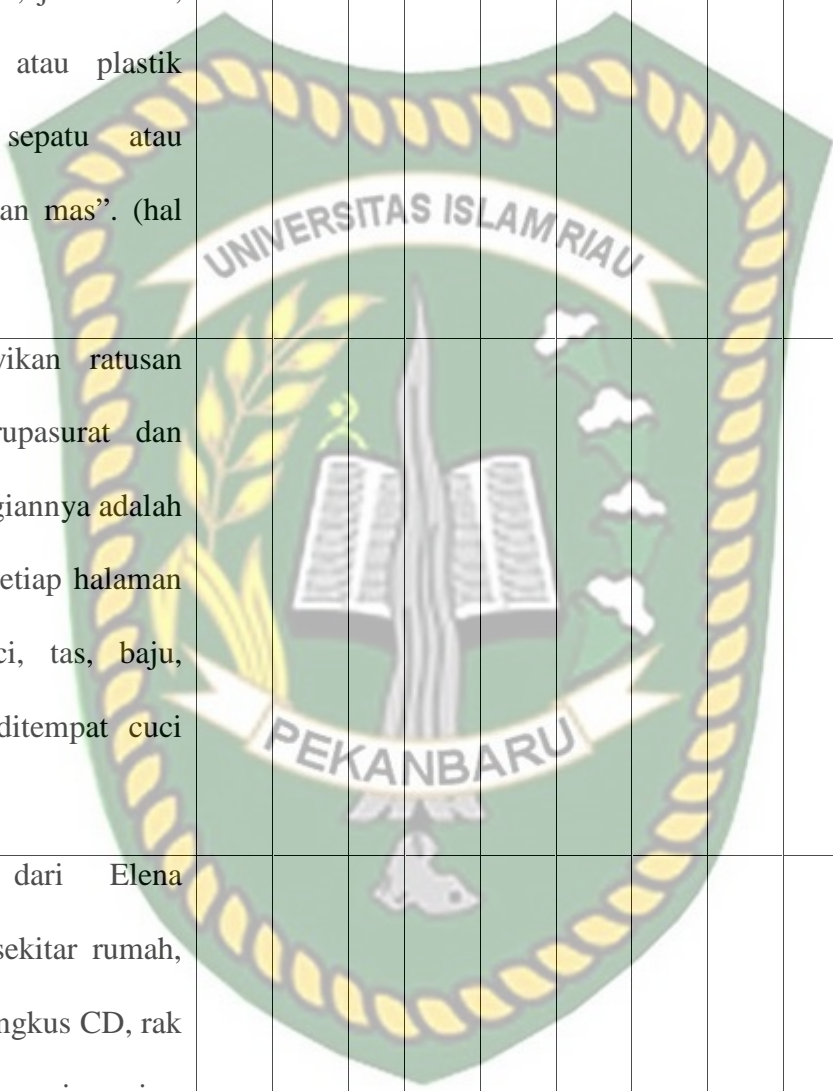 atau plastik
sepatu atau
an mas”. (hal
UNIVERSITAS ISLAM RIAU
vikan ratusan
rupasurat dan
giannya adalah
etiap halaman
ci, tas, baju,
ditempat cuci
PEKANBARU
dari Elena
sekitar rumah,
ngkus CD, rak